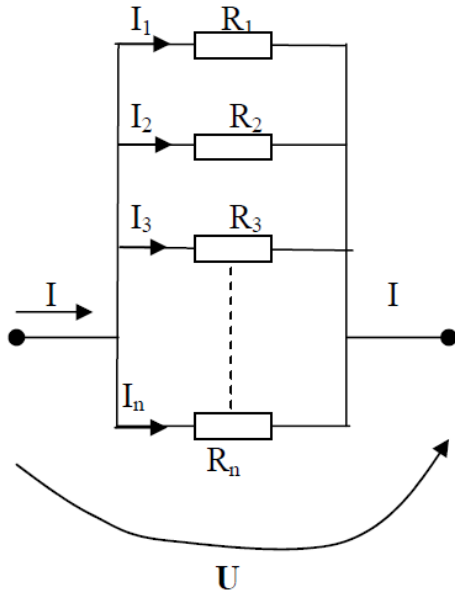 I₁ R₁
I₂ R₂
I₃ R₃
I I
Iₙ
Rₙ
U